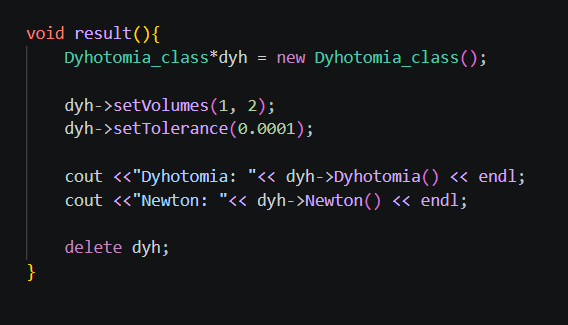 void result(){
Dyhotomia_class*dyh = new Dyhotomia_class();
dyh->setVolumes(1, 2);
dyh->setTolerance(0.0001);
cout <<"Dyhotomia: "<< dyh->Dyhotomia() << endl;
cout <<"Newton: "<< dyh->Newton() << endl;
delete dyh;
}